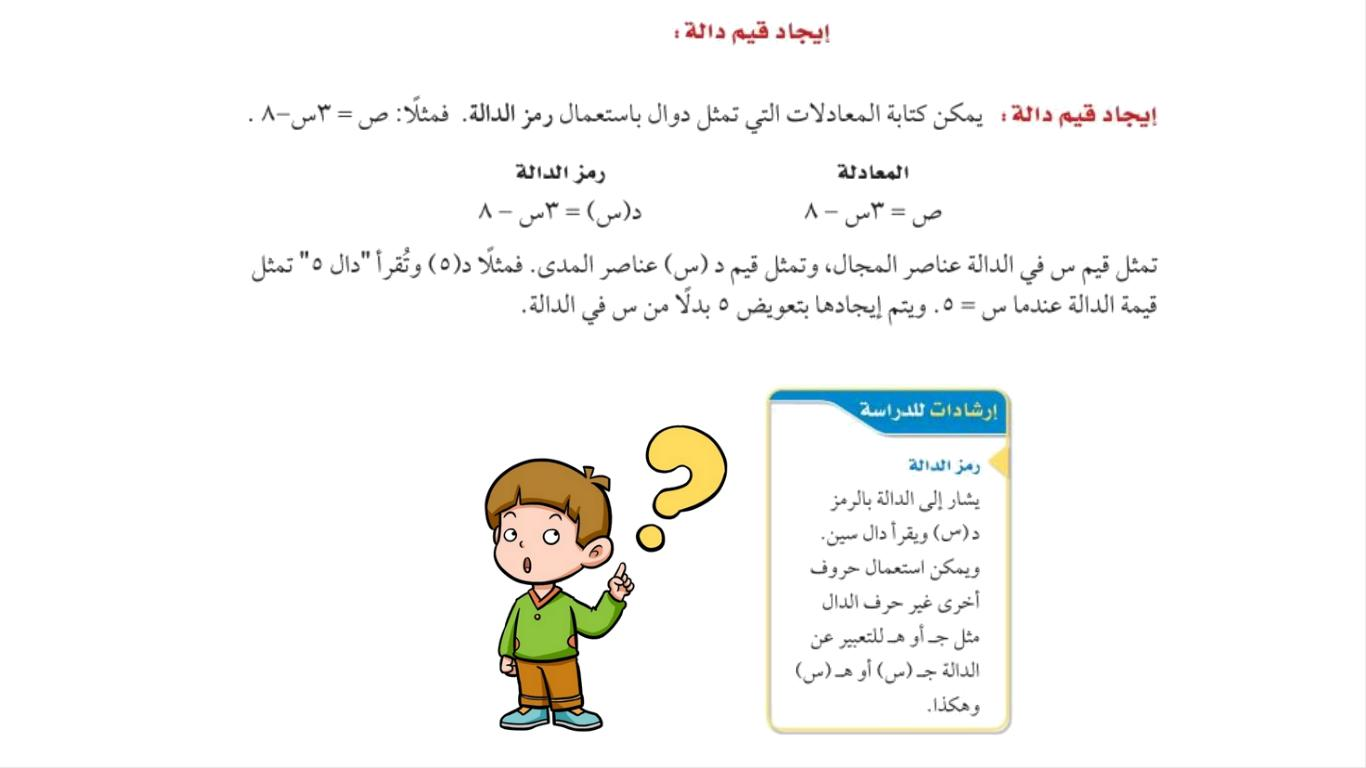 إيجاد قيم دالة :
إيجاد قيم دالة : يمكن كتابة المعادلات التي تمثل دوال باستعمال رمز الدالة. فمثلًا: ص = ٣س–٨ .
المعادلة رمز الدالة
ص = ٣س – ٨ د(س) = ٣س – ٨
تمثل قيم س في الدالة عناصر المجال، وتمثل قيم د (س) عناصر المدى. فمثلًا د(٥) وتُقرأ "دال ٥" تمثل
قيمة الدالة عندما س = ٥. ويتم إيجادها بتعويض ٥ بدلًا من س في الدالة.
إرشادات للدراسة
رمز الدالة
يشار إلى الدالة بالرمز
د(س) ويقرأ دال سين.
ويمكن استعمال حروف
أخرى غير حرف الدال
مثل جـ أو هـ للتعبير عن
الدالة جـ (س) أو هـ (س)
وهكذا.